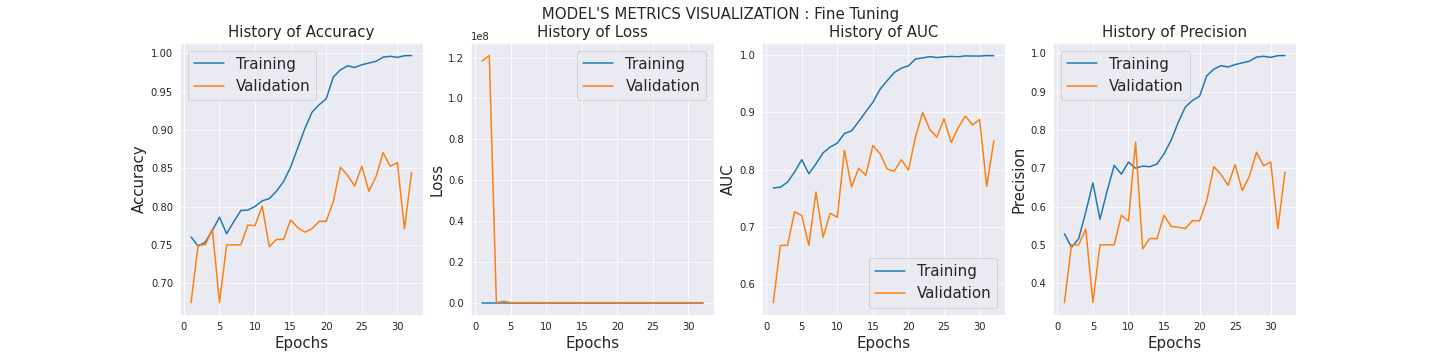 MODEL'S METRICS VISUALIZATION : Fine Tuning
History of Accuracy
1.00
0.95
0.90
0.85
0.80
0.75
0.70
Accuracy
Training
Validation
0 5 10 15 20 25 30
Epochs
History of Loss
1e8
1.2
1.0
0.8
0.6
0.4
0.2
0.0
Loss
Training
Validation
0 5 10 15 20 25 30
Epochs
History of AUC
1.0
0.9
0.8
0.7
0.6
AUC
Training
Validation
0 5 10 15 20 25 30
Epochs
History of Precision
1.0
0.9
0.8
0.7
0.6
0.5
0.4
Precision
Training
Validation
0 5 10 15 20 25 30
Epochs